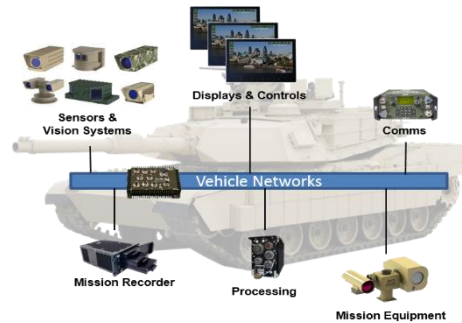 Displays & Controls
Sensors &
Vision Systems
Comms
Vehicle Networks
Mission Recorder
Processing
Mission Equipment